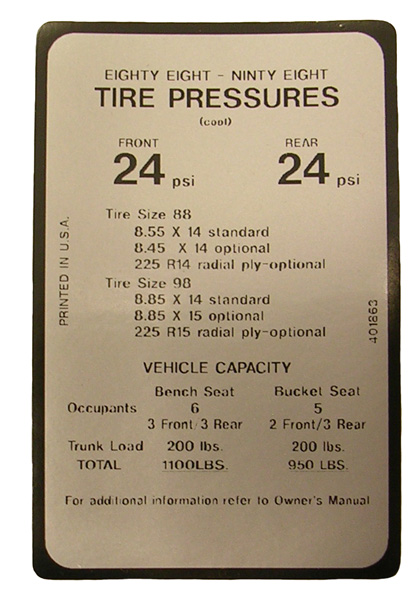 EIGHTY EIGHT - NINTY EIGHT
TIRE PRESSURES
(cool)
FRONT REAR
24 psi 24 psi
Tire Size 88
8.55 X 14 standard
8.45 X 14 optional
225 R14 radial ply-optional
Tire Size 98
8.85 X 14 standard
8.85 X 15 optional
225 R15 radial ply-optional
PRINTED IN U.S.A.
401863
VEHICLE CAPACITY
Bench Seat Bucket Seat
Occupants 6 5
3 Front/3 Rear 2 Front/3 Rear
Trunk Load 200 lbs. 200 lbs.
TOTAL 1100LBS. 950 LBS.
For additional information refer to Owner's Manual